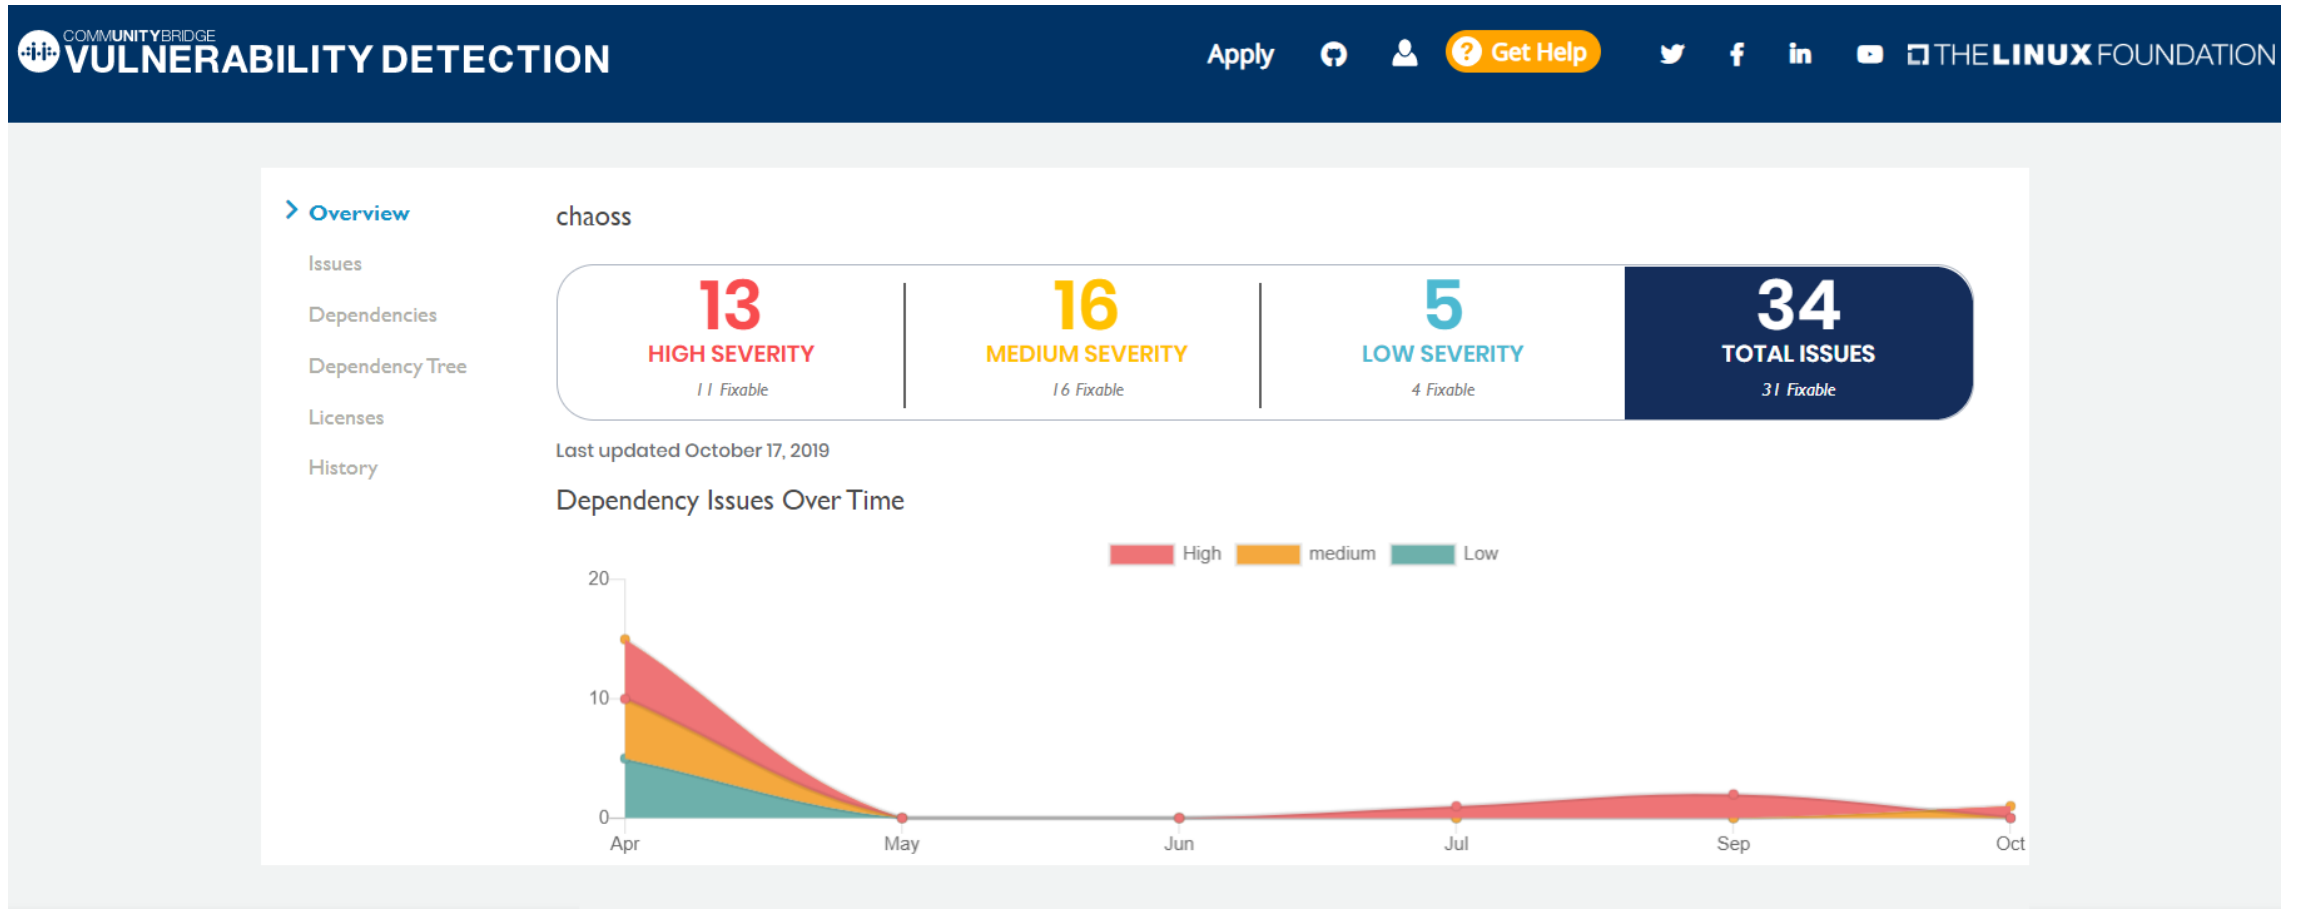 COMMUNITYBRIDGE
VULNERABILITY DETECTION
Apply
? Get Help
THE LINUX FOUNDATION
Overview
Issues
Dependencies
Dependency Tree
Licenses
History
chaoss
13
HIGH SEVERITY
11 Fixable
16
MEDIUM SEVERITY
16 Fixable
5
LOW SEVERITY
4 Fixable
34
TOTAL ISSUES
31 Fixable
Last updated October 17, 2019
Dependency Issues Over Time
High medium Low
20
10
0
Apr May Jun Jul Sep Oct